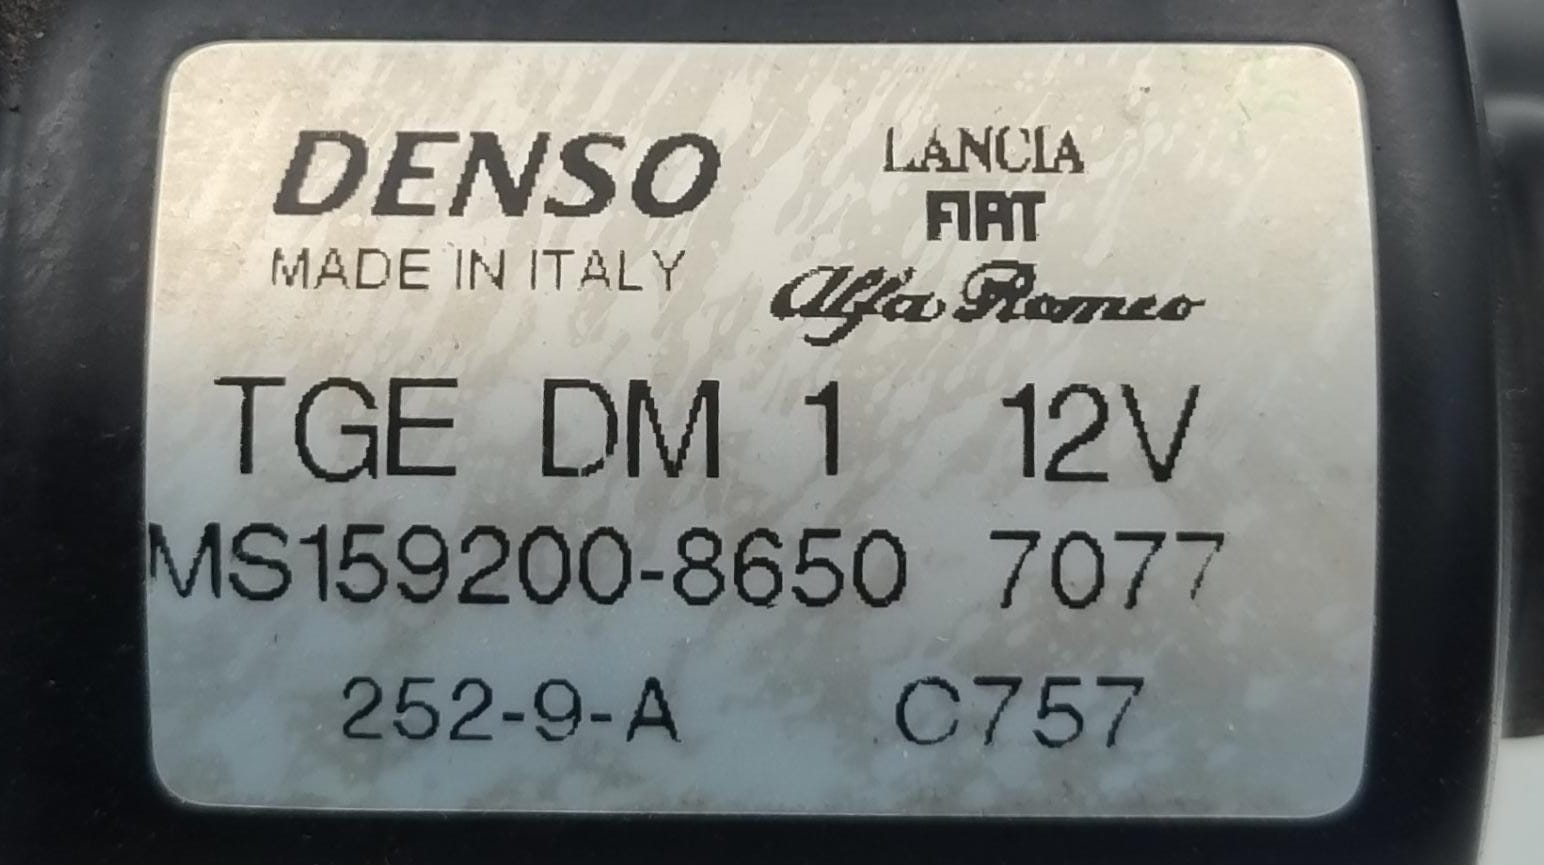 DENSO
MADE IN ITALY
LANCIA
FIAT
Alfa Romeo
TGE DM 1 12V
MS159200-8650 7077
252-9-A C757